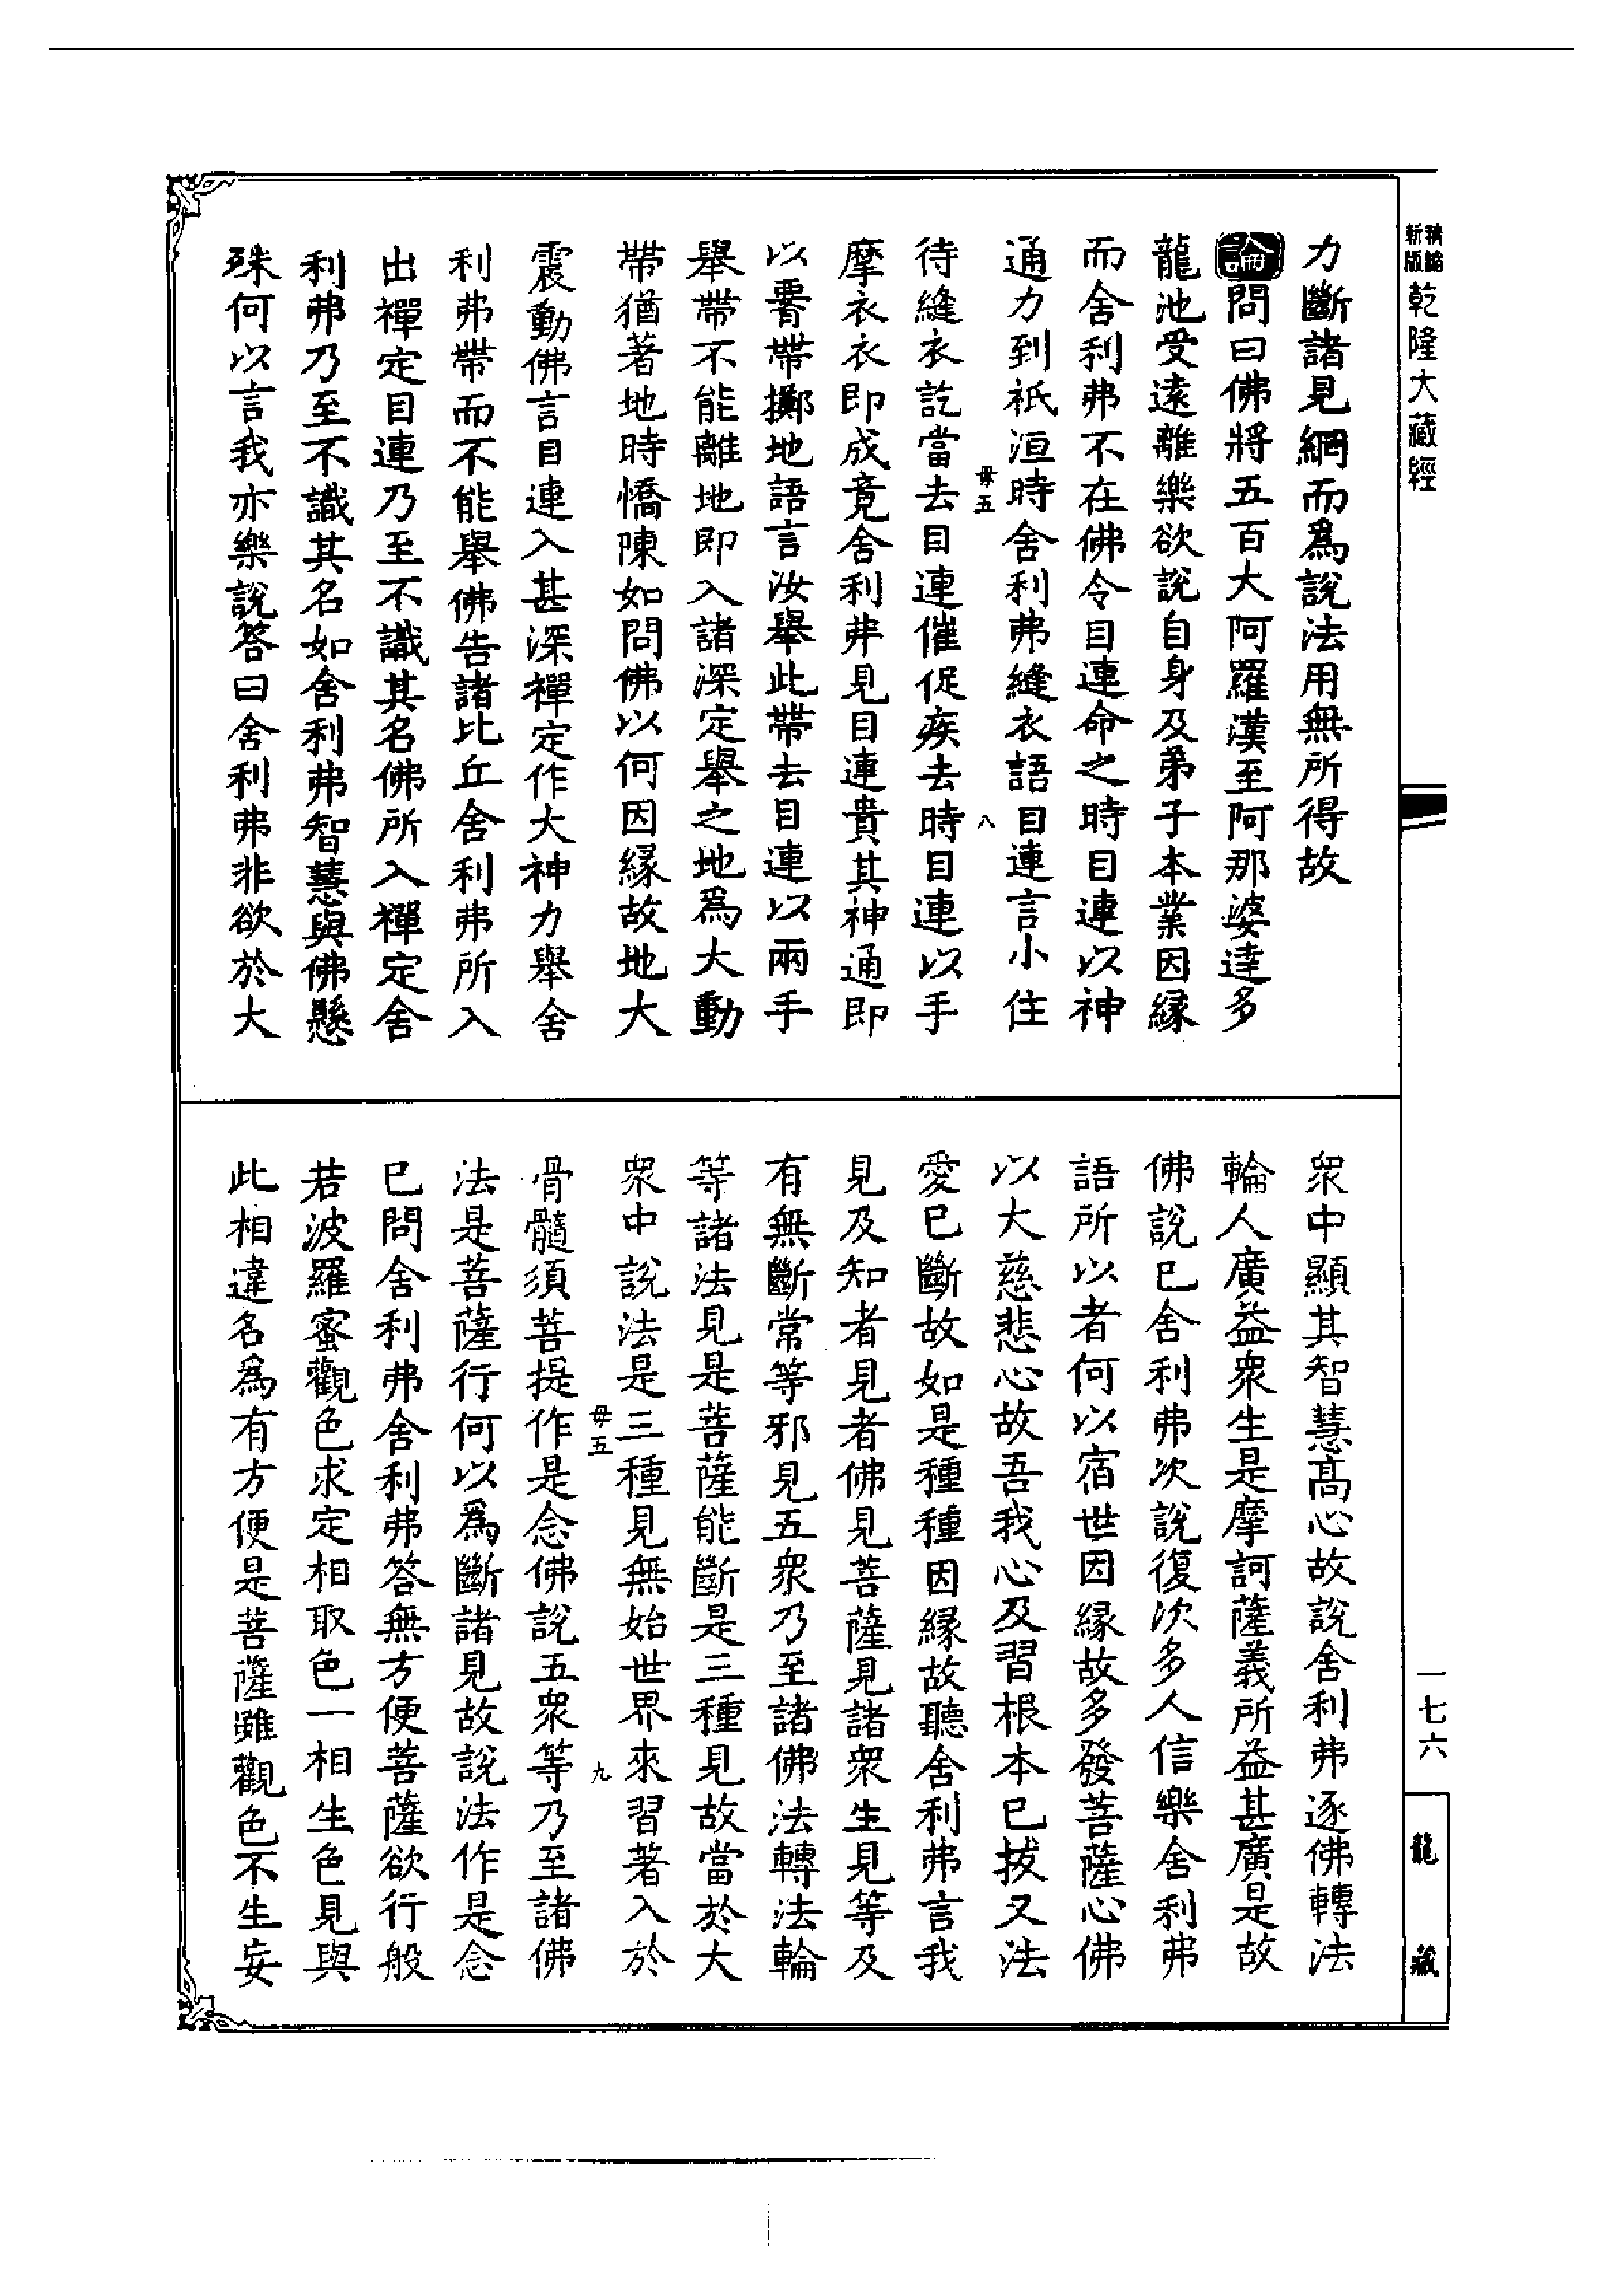 精編
新版
乾隆大藏經
一七六
龍藏
力斷諸見網而為說法用無所得故
論問曰佛將五百大阿羅漢至阿那婆達多
龍池受遠離樂欲說自身及弟子本業因緣
而舍利弗不在佛令目連命之時目連以神
通力到祇洹時舍利弗縫衣語目連言小住
毋五 八
待縫衣訖當去目連催促疾去時目連以手
摩衣衣即成竟舍利弗見目連貴其神通即
以署帶擲地語言汝舉此帶去目連以兩手
舉帶不能離地即入諸深定舉之地為大動
帶猶著地時憍陳如問佛以何因緣故地大
震動佛言目連入甚深禪定作大神力舉舍
利弗帶而不能舉佛告諸比丘舍利弗所入
出禪定目連乃至不識其名佛所入禪定舍
利弗乃至不識其名如舍利弗智慧與佛懸
殊何以言我亦樂說答曰舍利弗非欲於大
眾中顯其智慧高心故說舍利弗逐佛轉法
輪人廣益眾生是摩訶薩義所益甚廣是故
佛說已舍利弗次說復次多人信樂舍利弗
語所以者何以宿世因緣故多發菩薩心佛
以大慈悲心故吾我心及習根本已拔又法
愛已斷故如是種種因緣故聽舍利弗言我
見及知者見者佛見菩薩見諸眾生見等及
有無斷常等邪見五眾乃至諸佛法轉法輪
等諸法見是菩薩能斷是三種見故當於大
眾中說法是三種見無始世界來習著入於
毋五 九
骨髓須菩提作是念佛說五眾等乃至諸佛
法是菩薩行何以為斷諸見故說法作是念
已問舍利弗舍利弗答無方便菩薩欲行般
若波羅蜜觀色求定相取色一相生色見與
此相違名為有方便是菩薩雖觀色不生妄